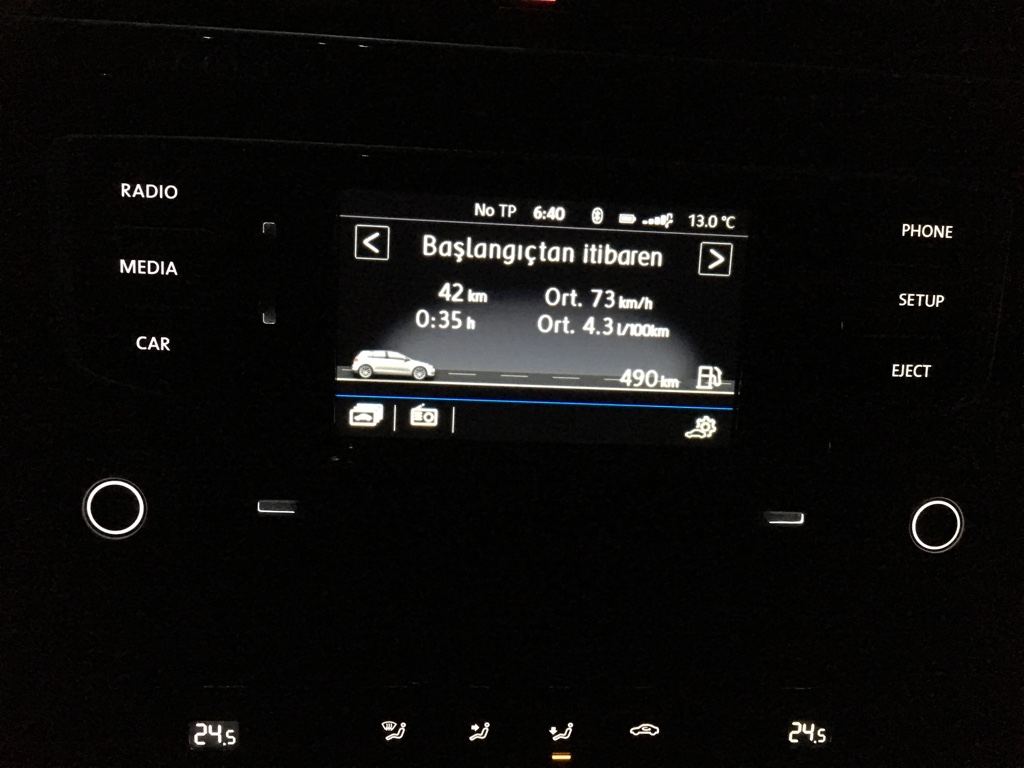 No TP 6:40 13.0 °C
RADIO
MEDIA
CAR
< Başlangıçtan itibaren >
42 km Ort. 73 km/h
0:35 h Ort. 4.3 l/100km
490 km
PHONE
SETUP
EJECT
24.5 24.5